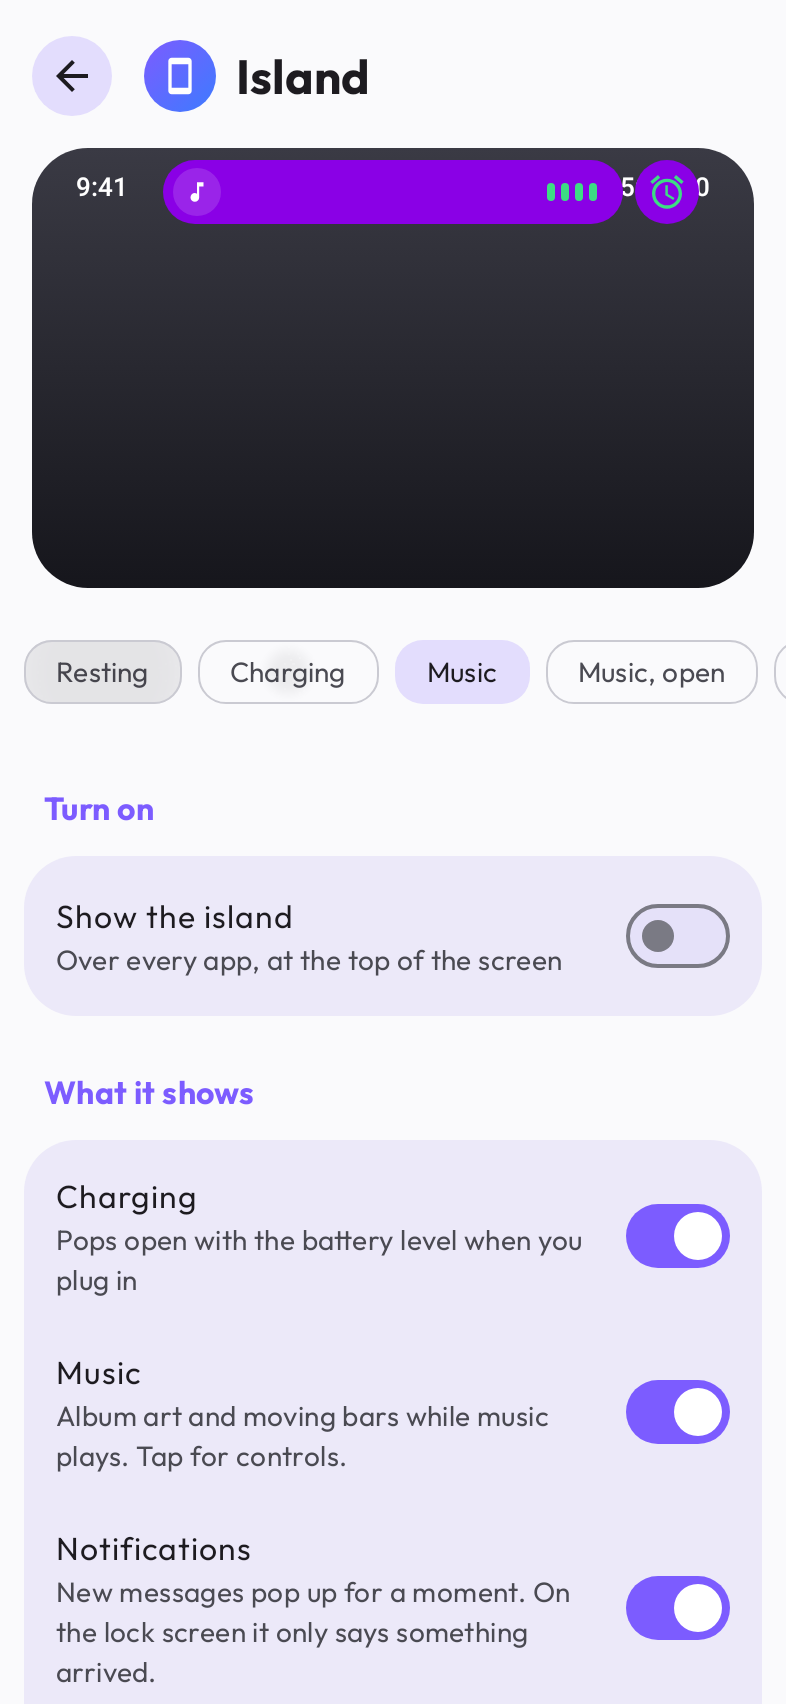 Island
9:41
5
0
Resting
Charging
Music
Music, open
Turn on
Show the island
Over every app, at the top of the screen
What it shows
Charging
Pops open with the battery level when you
plug in
Music
Album art and moving bars while music
plays. Tap for controls.
Notifications
New messages pop up for a moment. On
the lock screen it only says something
arrived.